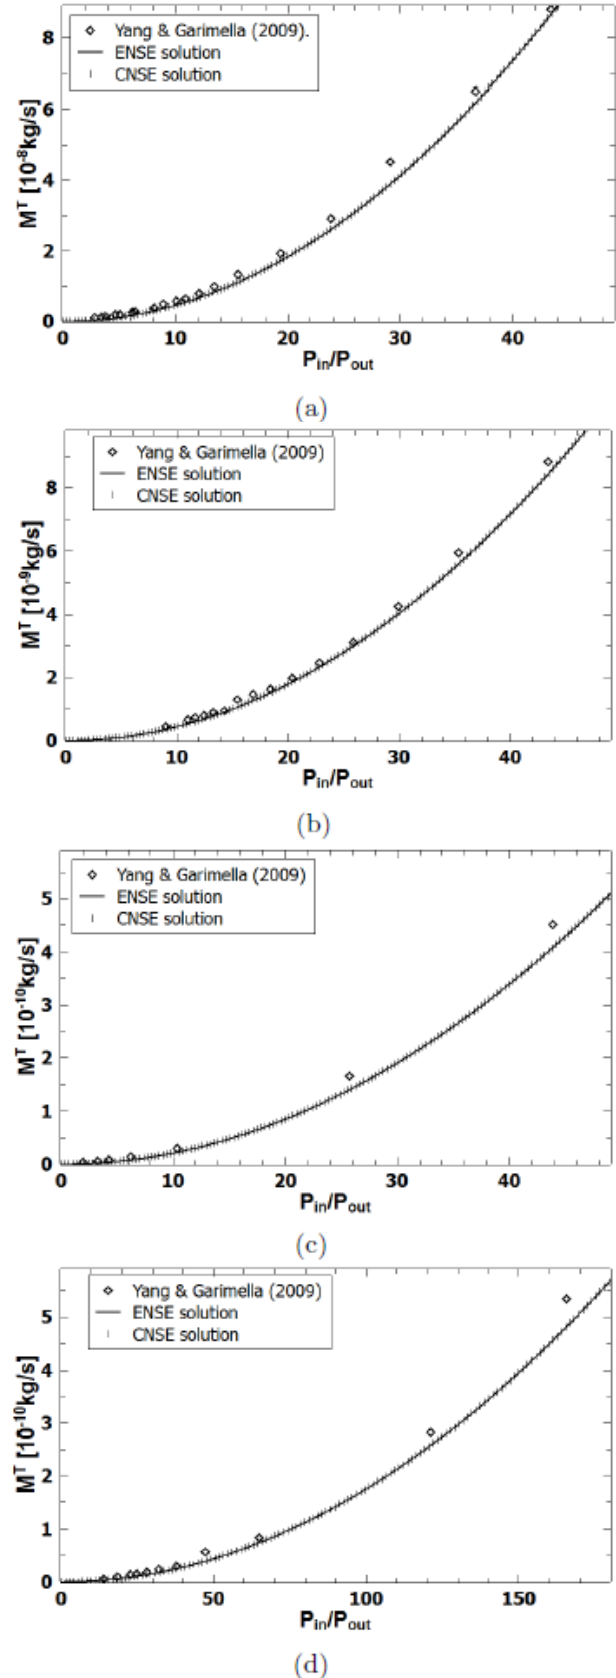 Yang & Garimella (2009).
ENSE solution
CNSE solution
M^T [10^-8kg/s]
8
6
4
2
0
0 10 20 30 40
P_in/P_out
(a)
Yang & Garimella (2009)
ENSE solution
CNSE solution
M^T [10^-9kg/s]
8
6
4
2
0
0 10 20 30 40
P_in/P_out
(b)
Yang & Garimella (2009)
ENSE solution
CNSE solution
M^T [10^-10kg/s]
5
4
3
2
1
0
0 10 20 30 40
P_in/P_out
(c)
Yang & Garimella (2009)
ENSE solution
CNSE solution
M^T [10^-10kg/s]
5
4
3
2
1
0
0 50 100 150
P_in/P_out
(d)